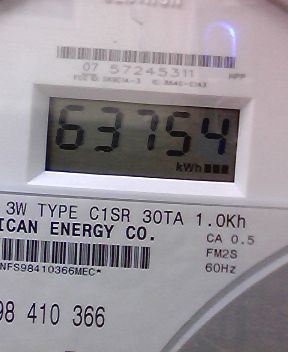 07 57245311
HPP
63754
kWh
3W TYPE C1SR 30TA 1.0Kh
ICAN ENERGY CO.
CA 0.5
FM2S
60Hz
NFS98410366MEC*
98 410 366